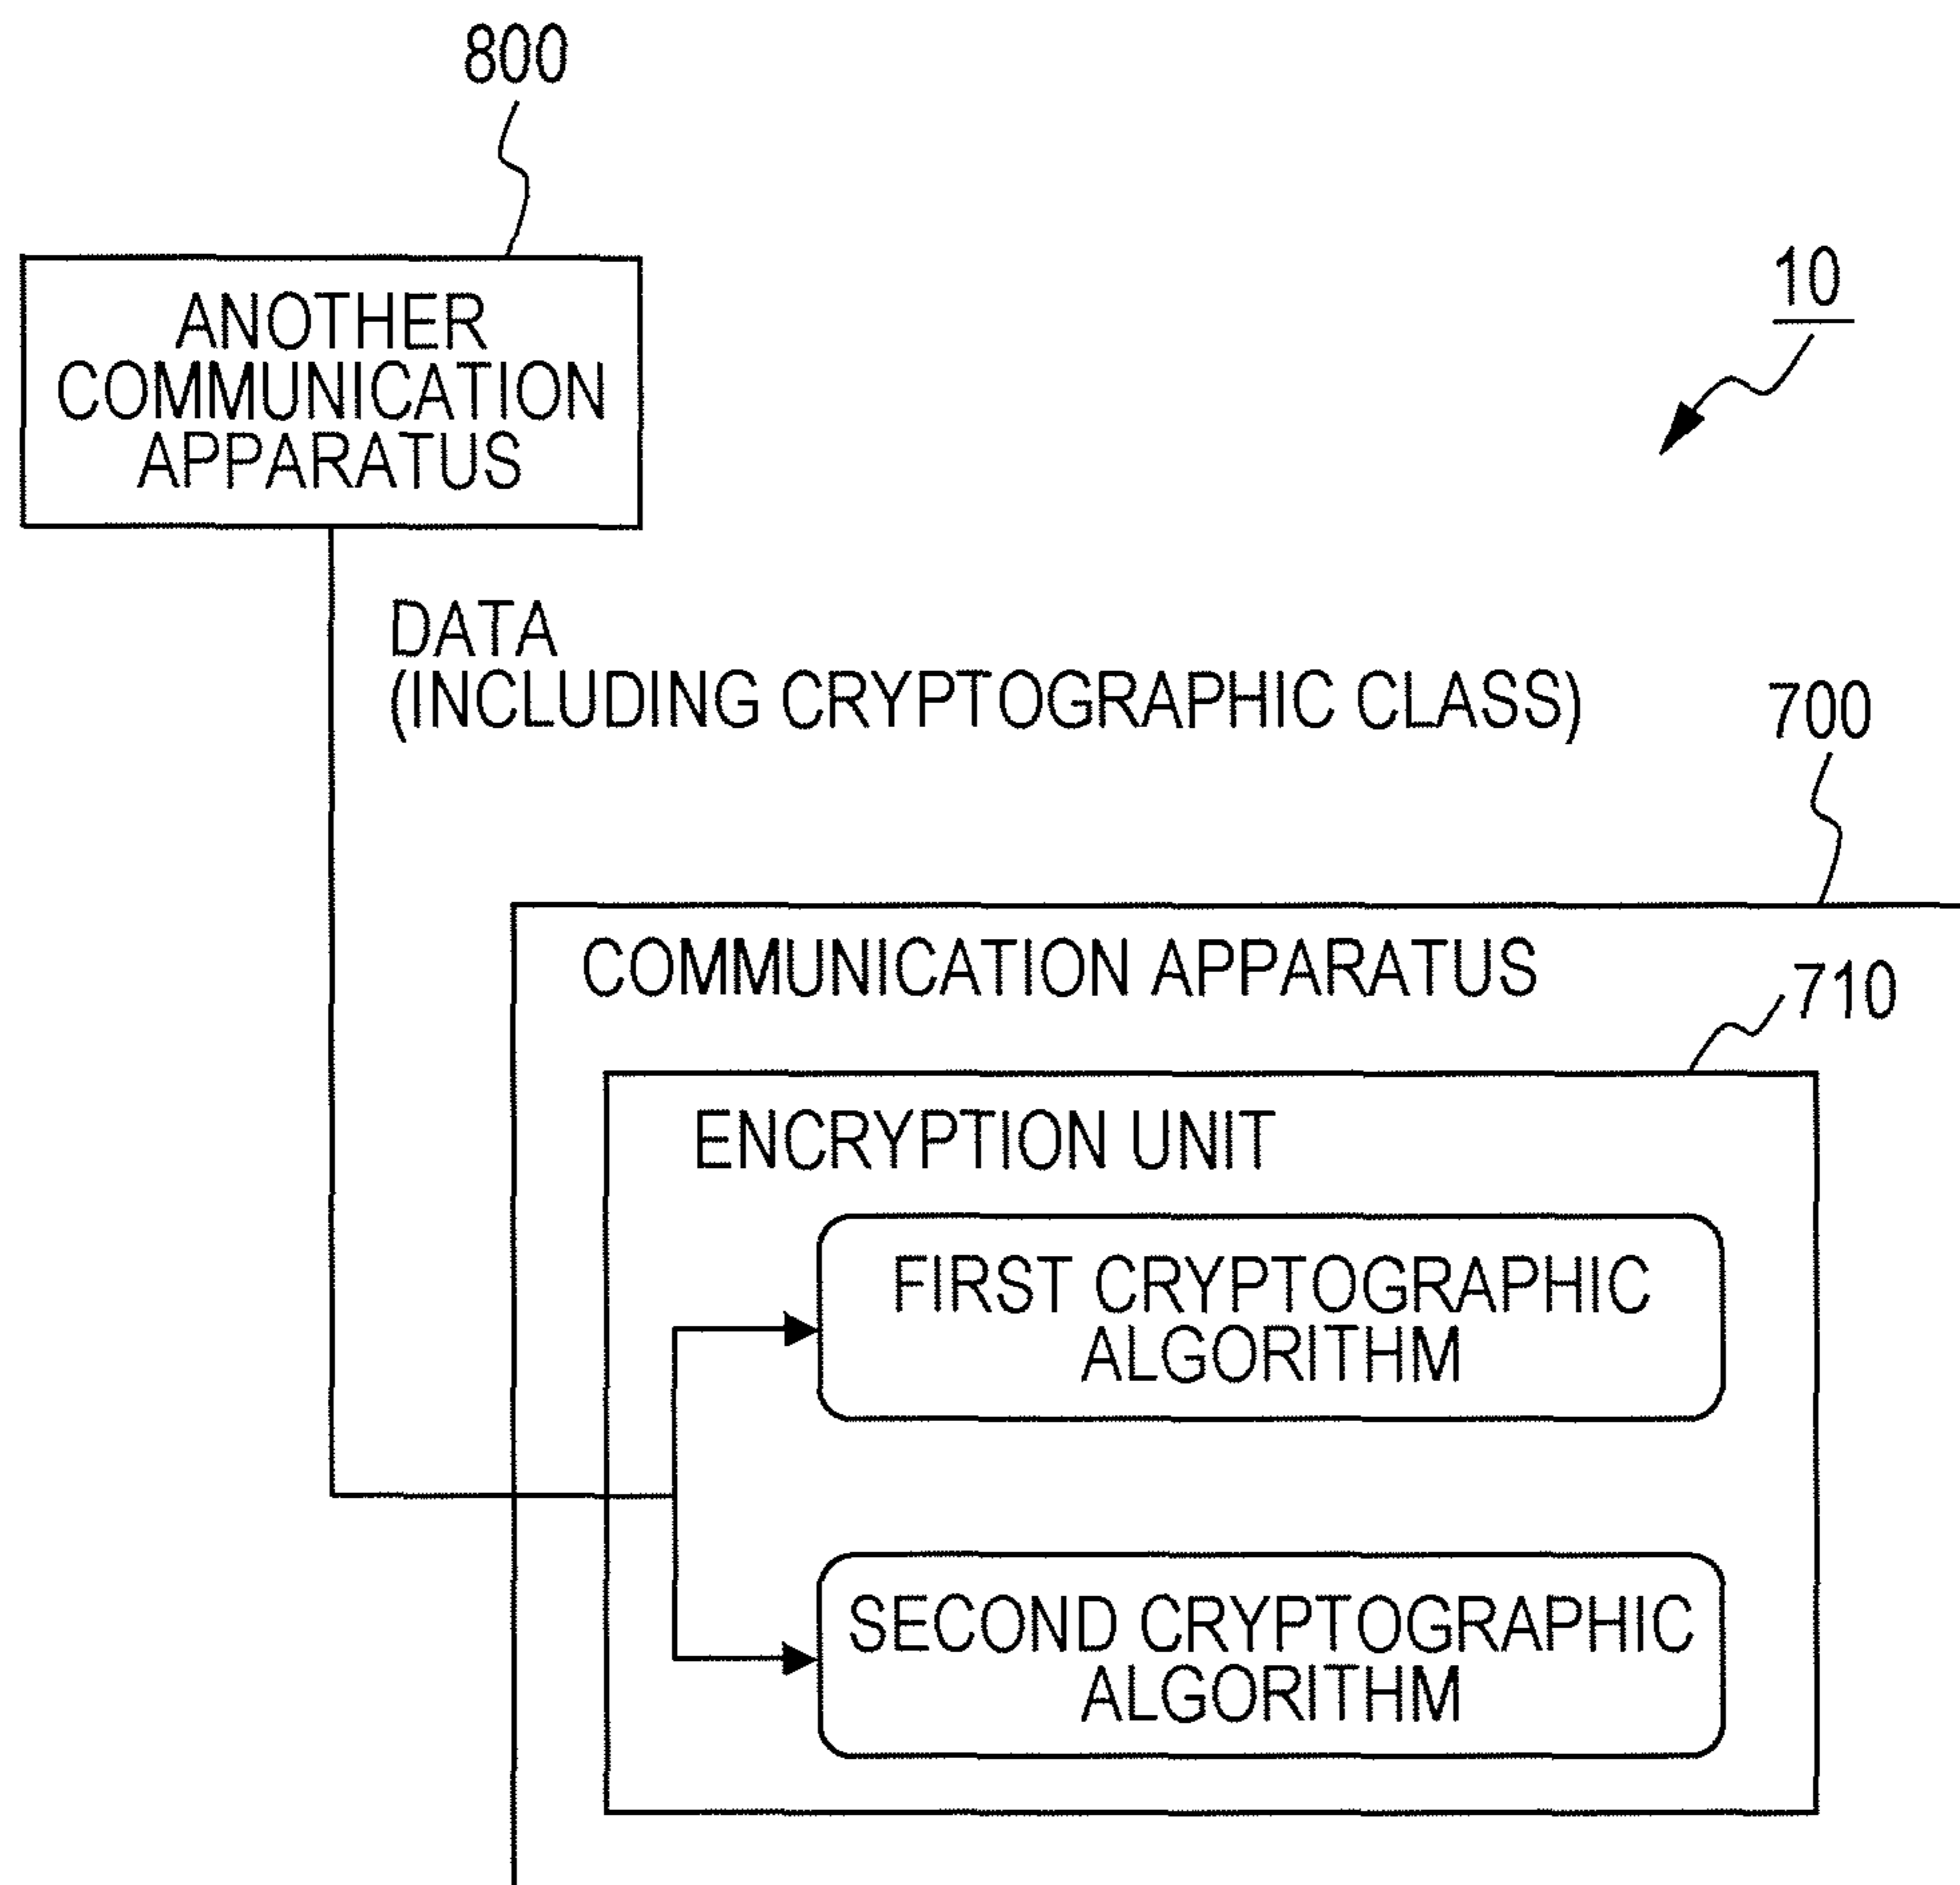 800
ANOTHER
COMMUNICATION
APPARATUS
10
DATA
(INCLUDING CRYPTOGRAPHIC CLASS)
700
COMMUNICATION APPARATUS
710
ENCRYPTION UNIT
FIRST CRYPTOGRAPHIC
ALGORITHM
SECOND CRYPTOGRAPHIC
ALGORITHM